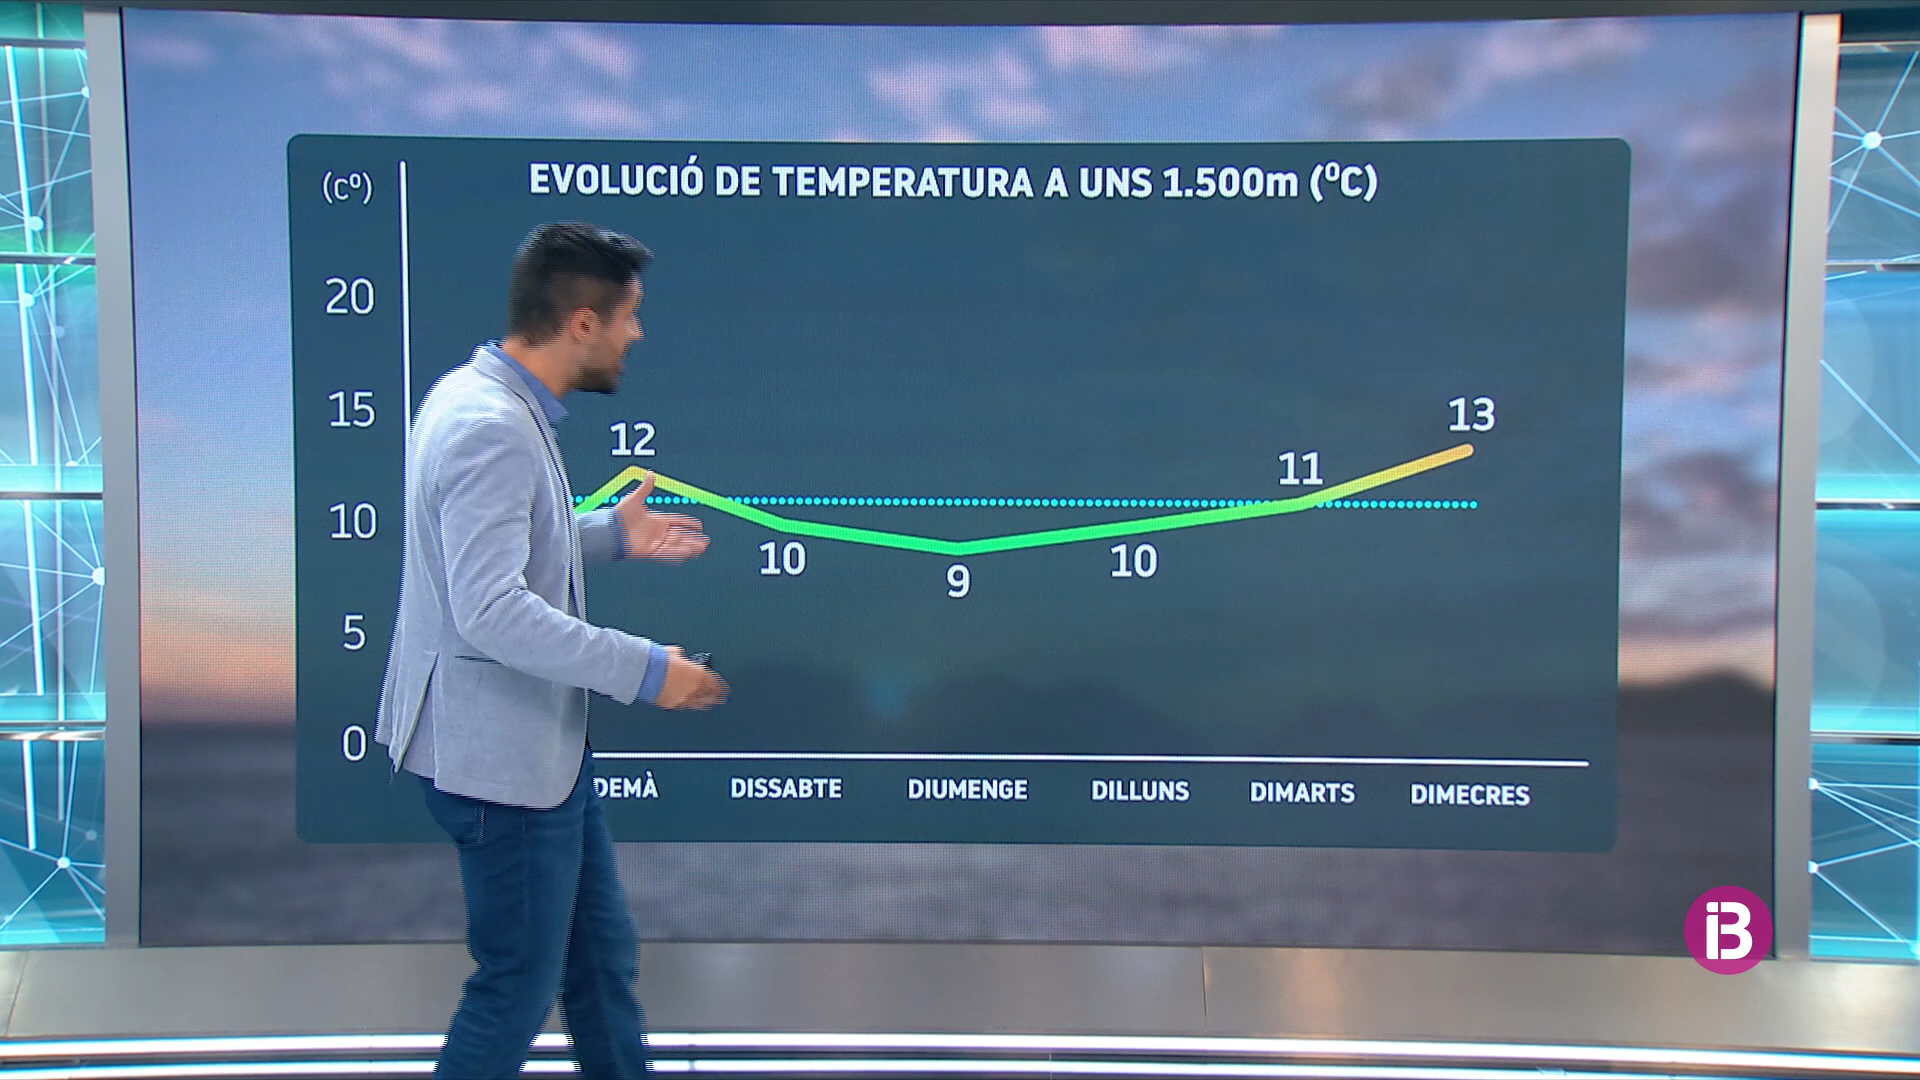 (Cº)
EVOLUCIÓ DE TEMPERATURA A UNS 1.500m (ºC)
20
15
10
5
0
12
10
9
10
11
13
DEMÀ
DISSABTE
DIUMENGE
DILLUNS
DIMARTS
DIMECRES
iB